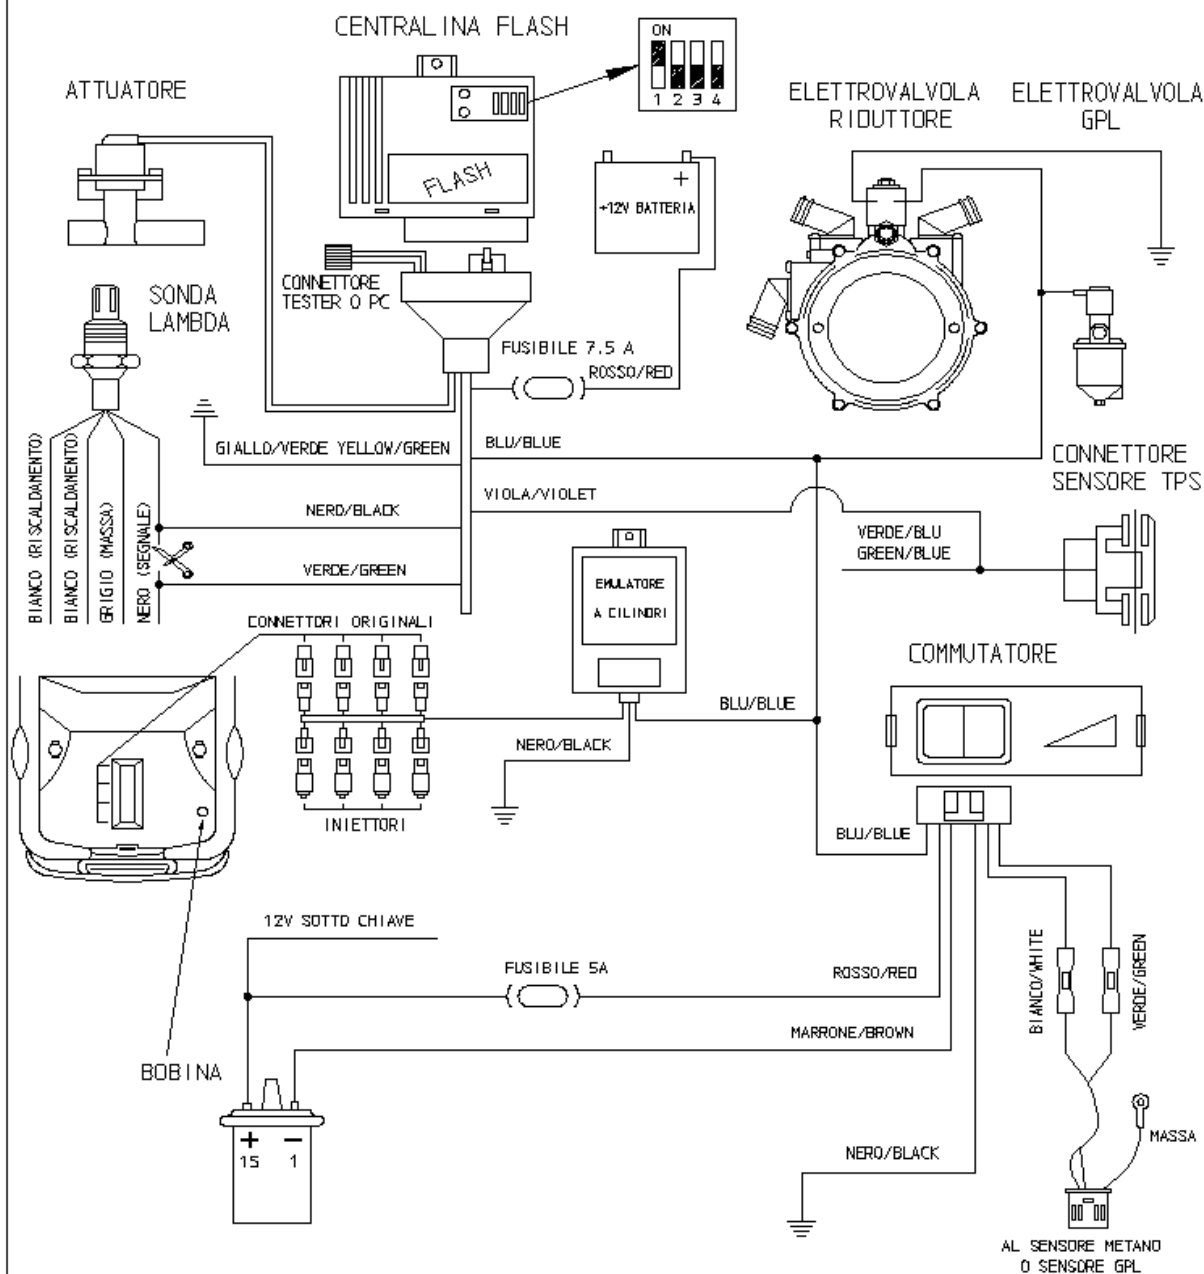 CENTRALINA FLASH
ON
1 2 3 4
ATTUATORE
ELETTROVALVOLA
RIDUTTORE
ELETTROVALVOLA
GPL
FLASH
+
+12V BATTERIA
CONNETTORE
TESTER O PC
SONDA
LAMBDA
FUSIBILE 7.5 A
ROSSO/RED
GIALLO/VERDE YELLOW/GREEN
BLU/BLUE
CONNETTORE
SENSORE TPS
VIOLA/VIOLET
NERO/BLACK
VERDE/BLU
GREEN/BLUE
VERDE/GREEN
BIANCO (RISCALDAMENTO)
BIANCO (RISCALDAMENTO)
GRIGIO (MASSA)
NERO (SEGNALE)
EMULATORE
A CILINDRI
CONNETTORI ORIGINALI
COMMUTATORE
BLU/BLUE
NERO/BLACK
INIETTORI
BLU/BLUE
12V SOTTO CHIAVE
FUSIBILE 5A
ROSSO/RED
BIANCO/WHITE
VERDE/GREEN
MARRONE/BROWN
BOBINA
+ −
15 1
MASSA
NERO/BLACK
AL SENSORE METANO
O SENSORE GPL